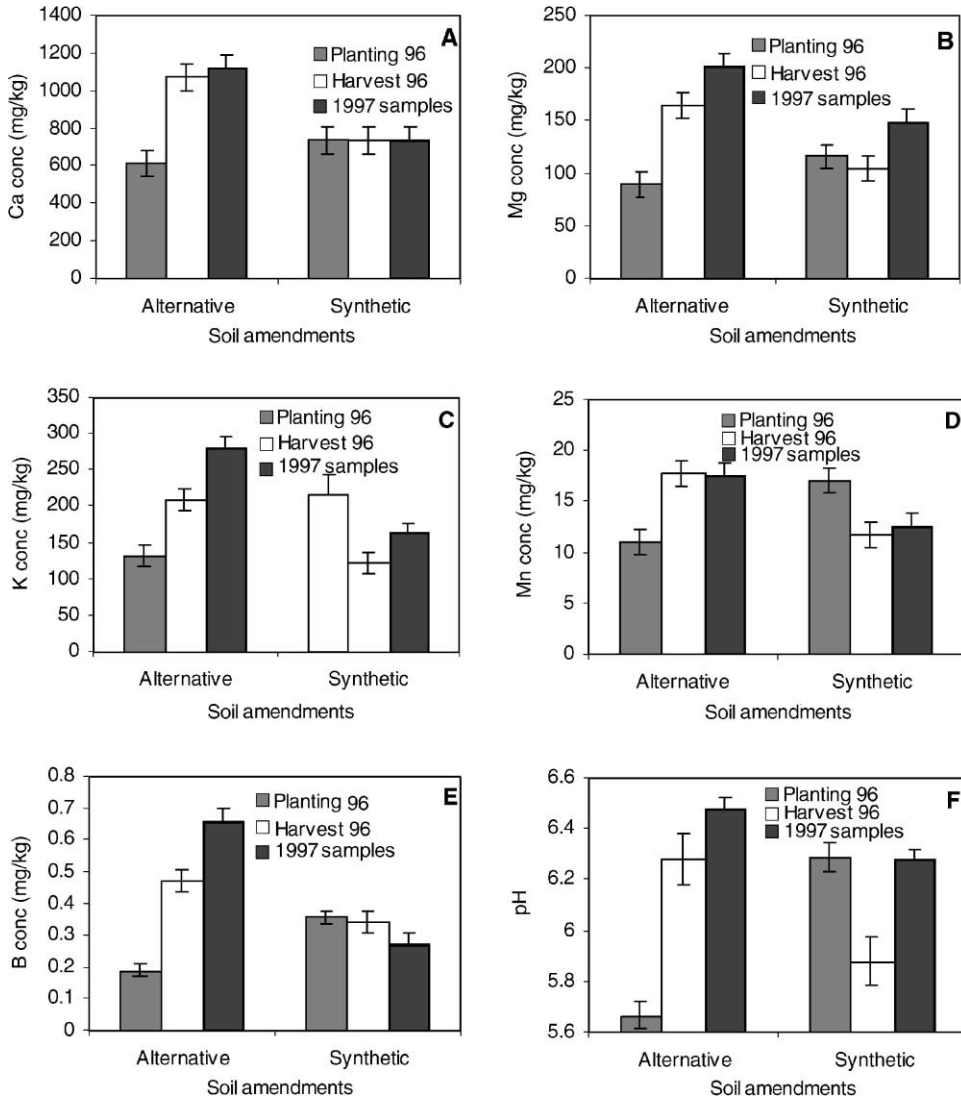 A
Ca conc (mg/kg)
1400
1200
1000
800
600
400
200
0
Planting 96
Harvest 96
1997 samples
Alternative
Synthetic
Soil amendments
B
Mg conc (mg/kg)
250
200
150
100
50
0
Planting 96
Harvest 96
1997 samples
Alternative
Synthetic
Soil amendments
C
K conc (mg/kg)
350
300
250
200
150
100
50
0
Planting 96
Harvest 96
1997 samples
Alternative
Synthetic
Soil amendments
D
Mn conc (mg/kg)
25
20
15
10
5
0
Planting 96
Harvest 96
1997 samples
Alternative
Synthetic
Soil amendments
E
B conc (mg/kg)
0.8
0.7
0.6
0.5
0.4
0.3
0.2
0.1
0
Planting 96
Harvest 96
1997 samples
Alternative
Synthetic
Soil amendments
F
pH
6.6
6.4
6.2
6
5.8
5.6
Planting 96
Harvest 96
1997 samples
Alternative
Synthetic
Soil amendments